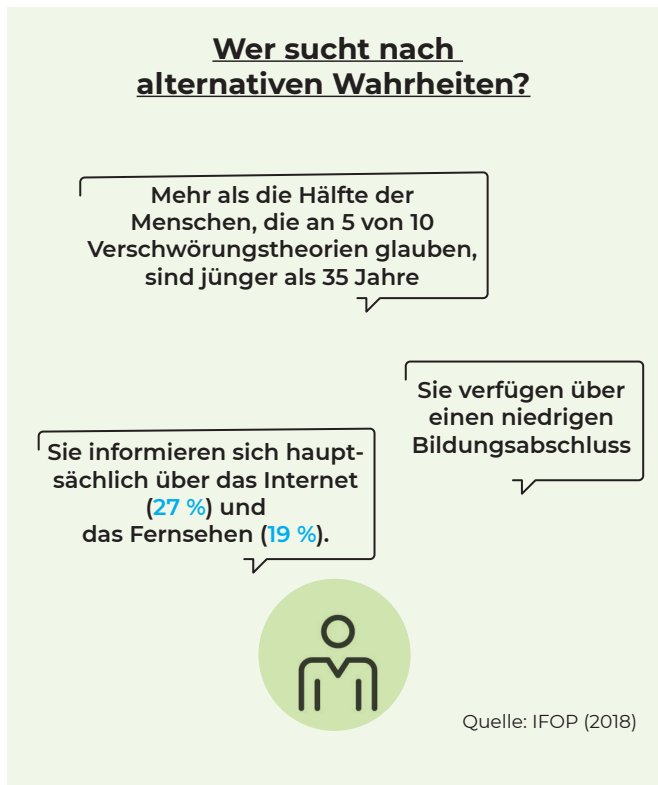 Wer sucht nach
alternativen Wahrheiten?
Mehr als die Hälfte der
Menschen, die an 5 von 10
Verschwörungstheorien glauben,
sind jünger als 35 Jahre
Sie verfügen über
einen niedrigen
Bildungsabschluss
Sie informieren sich haupt-
sächlich über das Internet
(27 %) und
das Fernsehen (19 %).
Quelle: IFOP (2018)